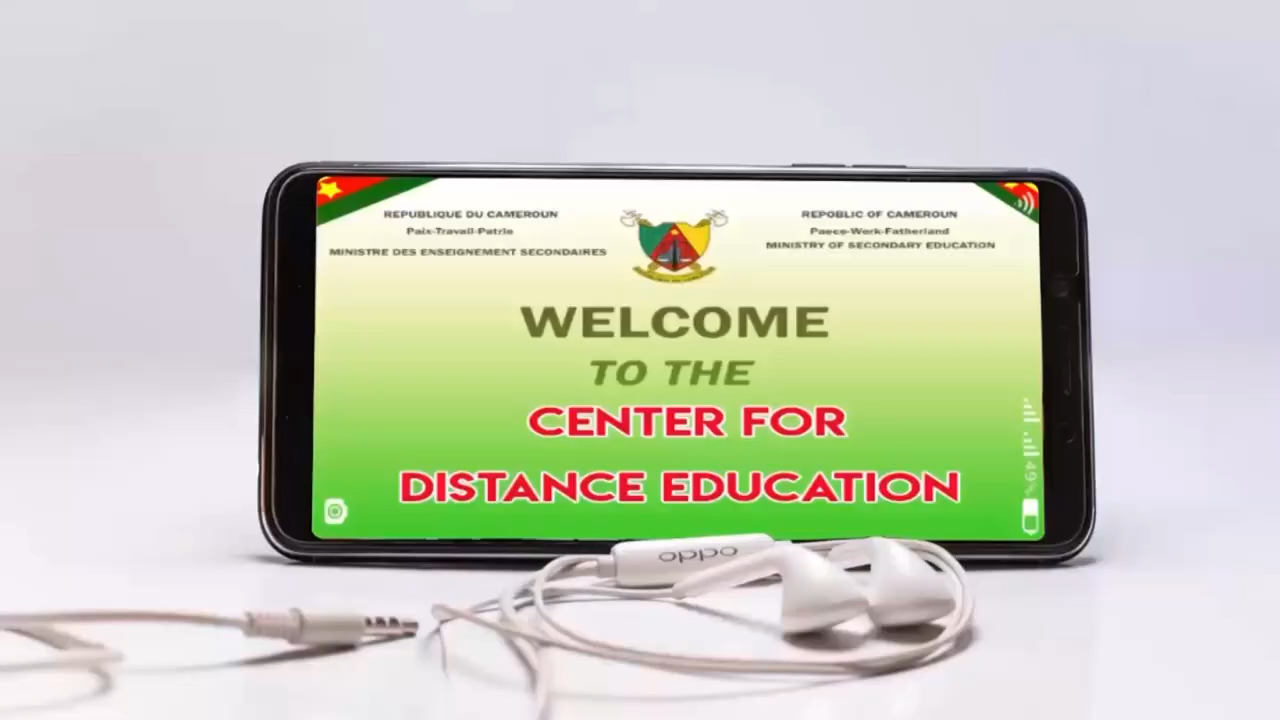 REPUBLIQUE DU CAMEROUN
Paix-Travail-Patrie
MINISTRE DES ENSEIGNEMENT SECONDAIRES
REPOBLIC OF CAMEROUN
Paece-Werk-Fatherland
MINISTRY OF SECONDARY EDUCATION
WELCOME
TO THE
CENTER FOR
DISTANCE EDUCATION
49%
oppo